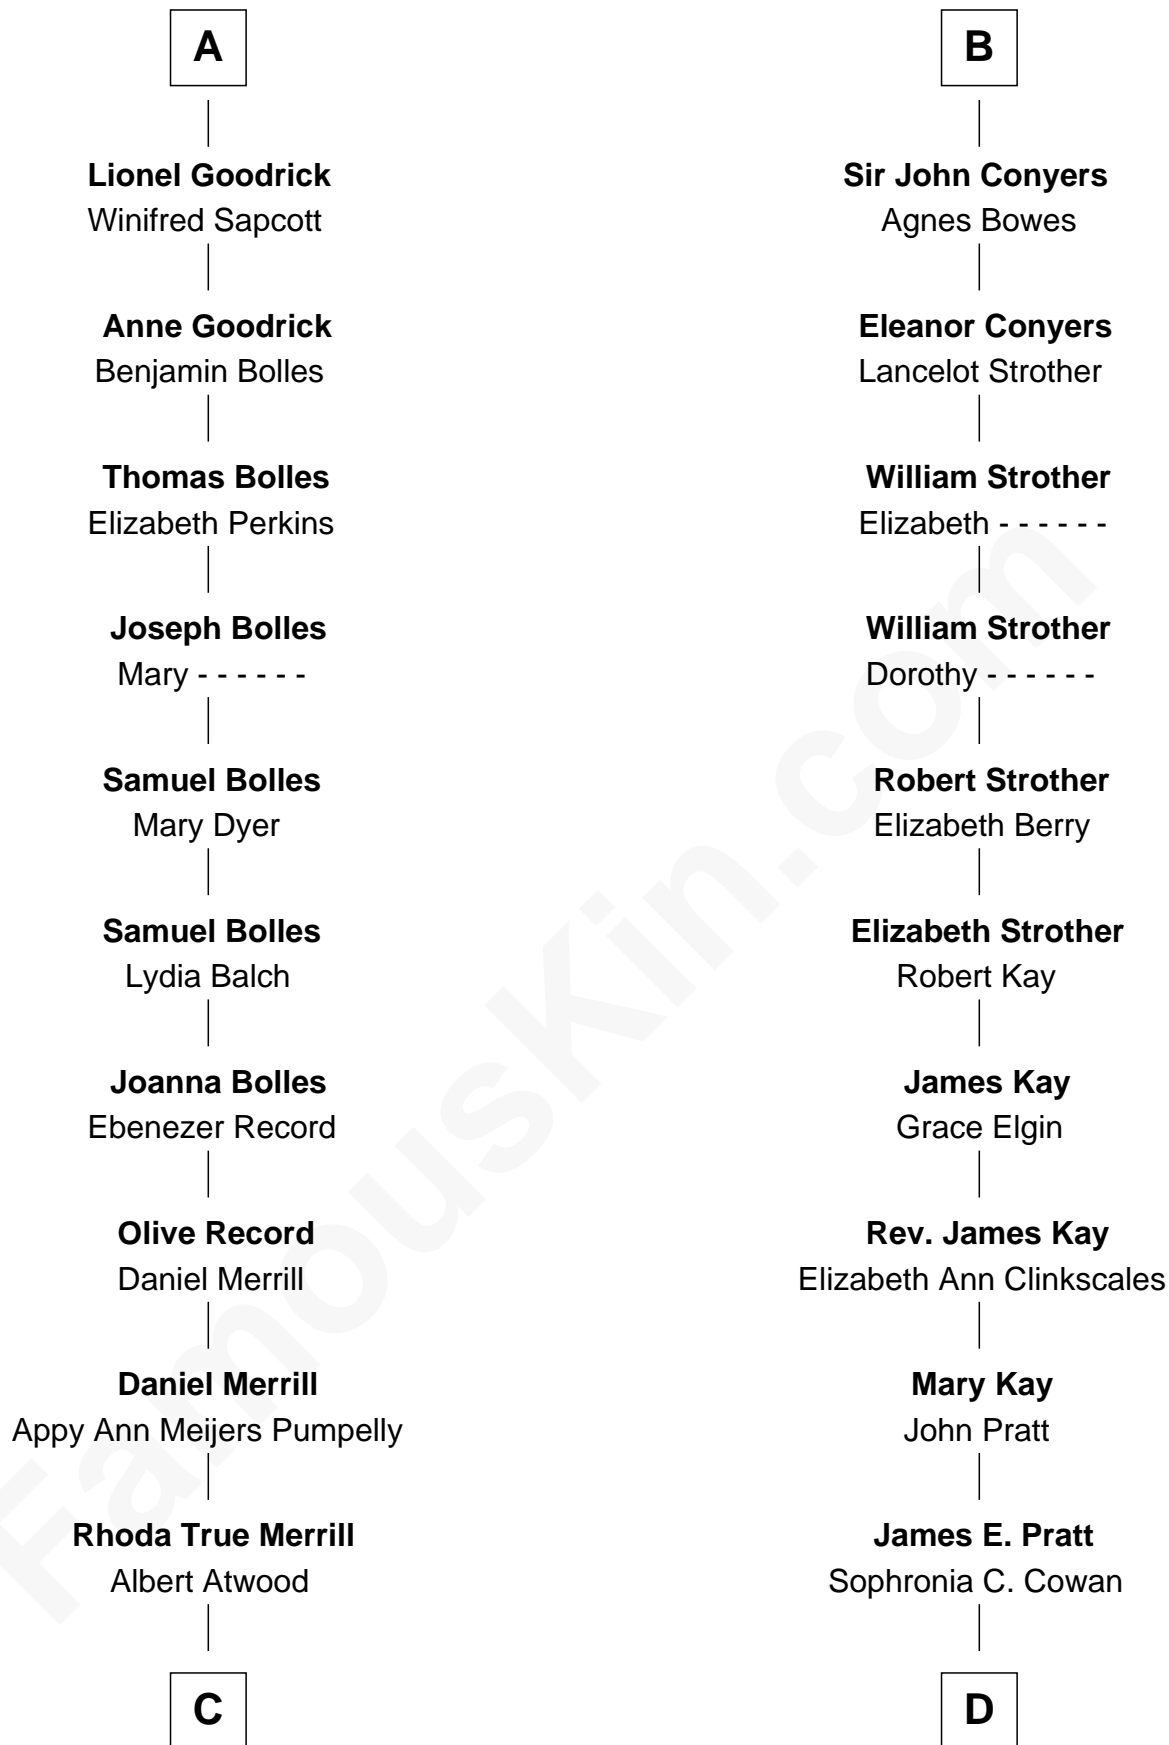 A
Lionel Goodrick
Winifred Sapcott
Anne Goodrick
Benjamin Bolles
Thomas Bolles
Elizabeth Perkins
Joseph Bolles
Mary - - - - - -
Samuel Bolles
Mary Dyer
Samuel Bolles
Lydia Balch
Joanna Bolles
Ebenezer Record
Olive Record
Daniel Merrill
Daniel Merrill
Appy Ann Meijers Pumpelly
Rhoda True Merrill
Albert Atwood
C
B
Sir John Conyers
Agnes Bowes
Eleanor Conyers
Lancelot Strother
William Strother
Elizabeth - - - - - -
William Strother
Dorothy - - - - - -
Robert Strother
Elizabeth Berry
Elizabeth Strother
Robert Kay
James Kay
Grace Elgin
Rev. James Kay
Elizabeth Ann Clinkscales
Mary Kay
John Pratt
James E. Pratt
Sophronia C. Cowan
D
FamousKin.com